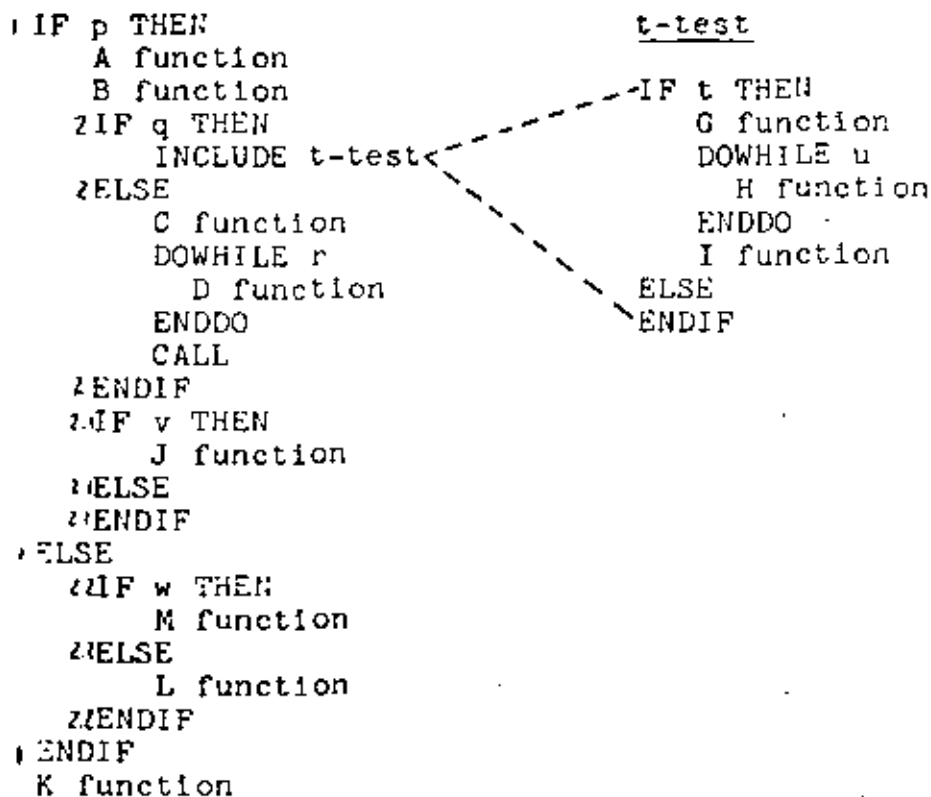 IF p THEN
A function
B function
IF q THEN
INCLUDE t-test
ELSE
C function
DOWHILE r
D function
ENDDO
CALL
ENDIF
IF v THEN
J function
ELSE
ENDIF
ELSE
IF w THEN
M function
ELSE
L function
ENDIF
ENDIF
K function
t-test
IF t THEN
G function
DOWHILE u
H function
ENDDO
I function
ELSE
ENDIF